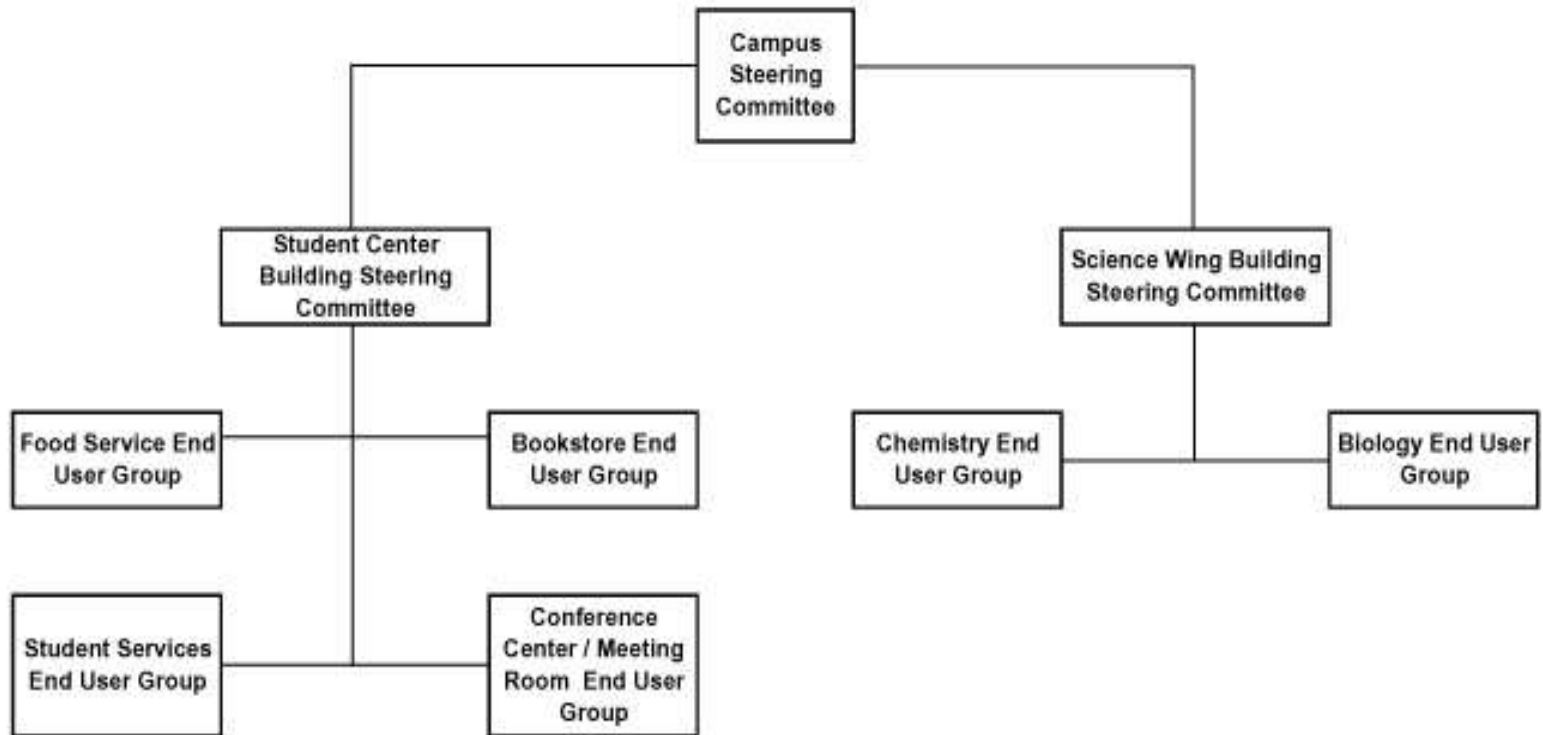 Campus
Steering
Committee
Student Center
Building Steering
Committee
Science Wing Building
Steering Committee
Food Service End
User Group
Bookstore End
User Group
Chemistry End
User Group
Biology End User
Group
Student Services
End User Group
Conference
Center / Meeting
Room End User
Group